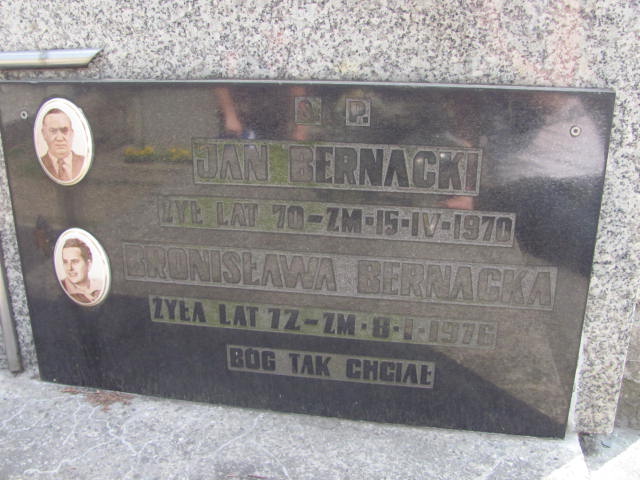 Ś. P.
JAN BERNACKI
ŻYŁ LAT 70-ZM·15·IV·1970
BRONISŁAWA BERNACKA
ŻYŁA LAT 72-ZM·8·I·1976
BÓG TAK CHCIAŁ